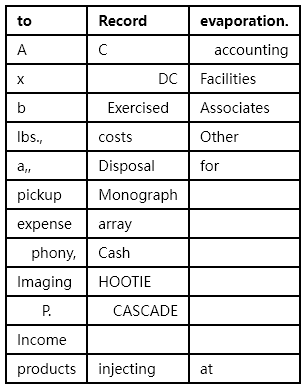 to Record evaporation.
A C accounting
x DC Facilities
b Exercised Associates
lbs., costs Other
a,, Disposal for
pickup Monograph
expense array
phony, Cash
Imaging HOOTIE
P. CASCADE
Income
products injecting at